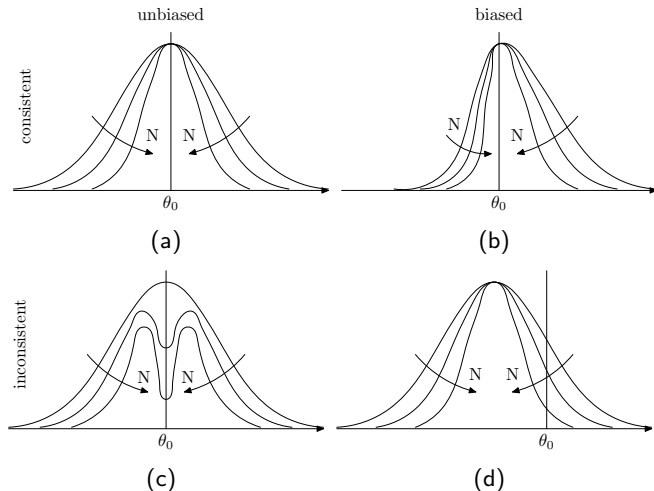 unbiased
biased
consistent
N
N
N
N
θ₀
θ₀
(a)
(b)
inconsistent
N
N
N
N
θ₀
θ₀
(c)
(d)